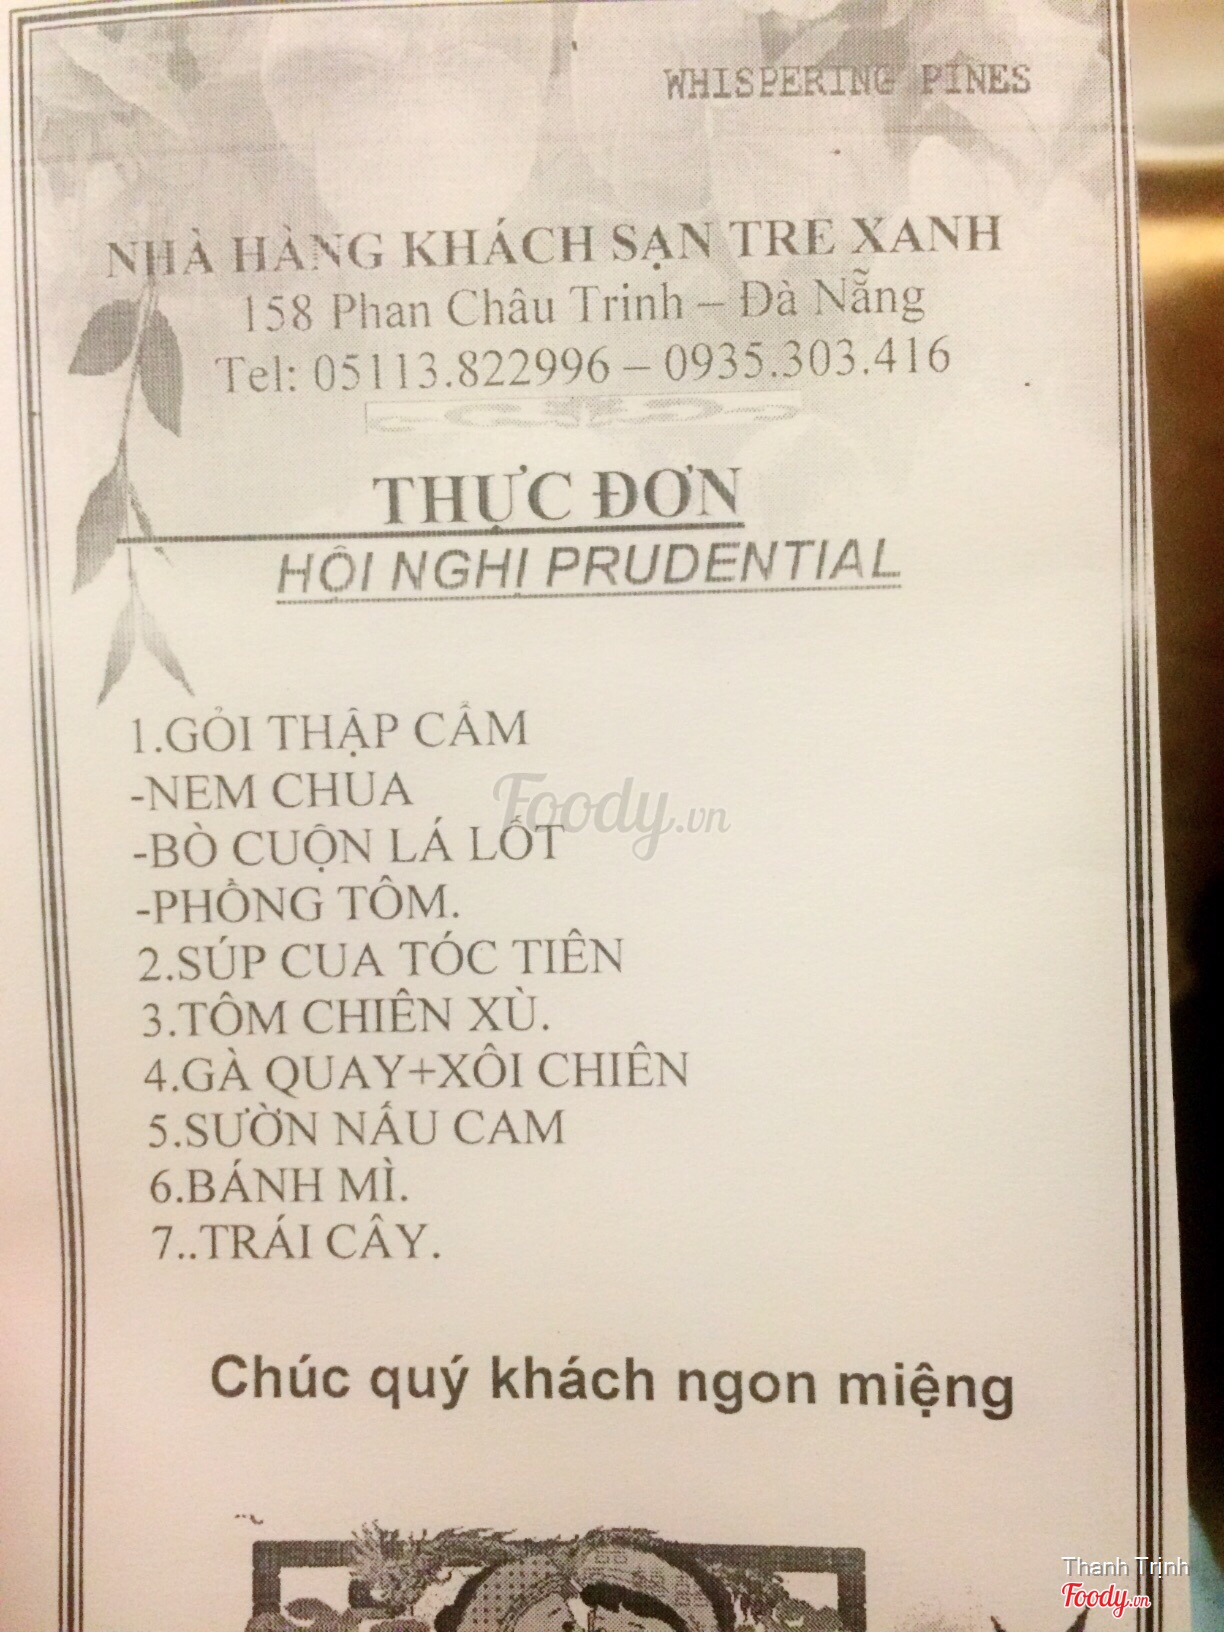 WHISPERING PINES
NHÀ HÀNG KHÁCH SẠN TRE XANH
158 Phan Châu Trinh – Đà Nẵng
Tel: 05113.822996 – 0935.303.416
THỰC ĐƠN
HỘI NGHỊ PRUDENTIAL
1.GỎI THẬP CẨM
-NEM CHUA
-BÒ CUỘN LÁ LỐT
-PHỒNG TÔM.
2.SÚP CUA TÓC TIÊN
3.TÔM CHIÊN XÙ.
4.GÀ QUAY+XÔI CHIÊN
5.SƯỜN NẤU CAM
6.BÁNH MÌ.
7..TRÁI CÂY.
Chúc quý khách ngon miệng
Foody.vn
Thanh Trịnh
Foody.vn